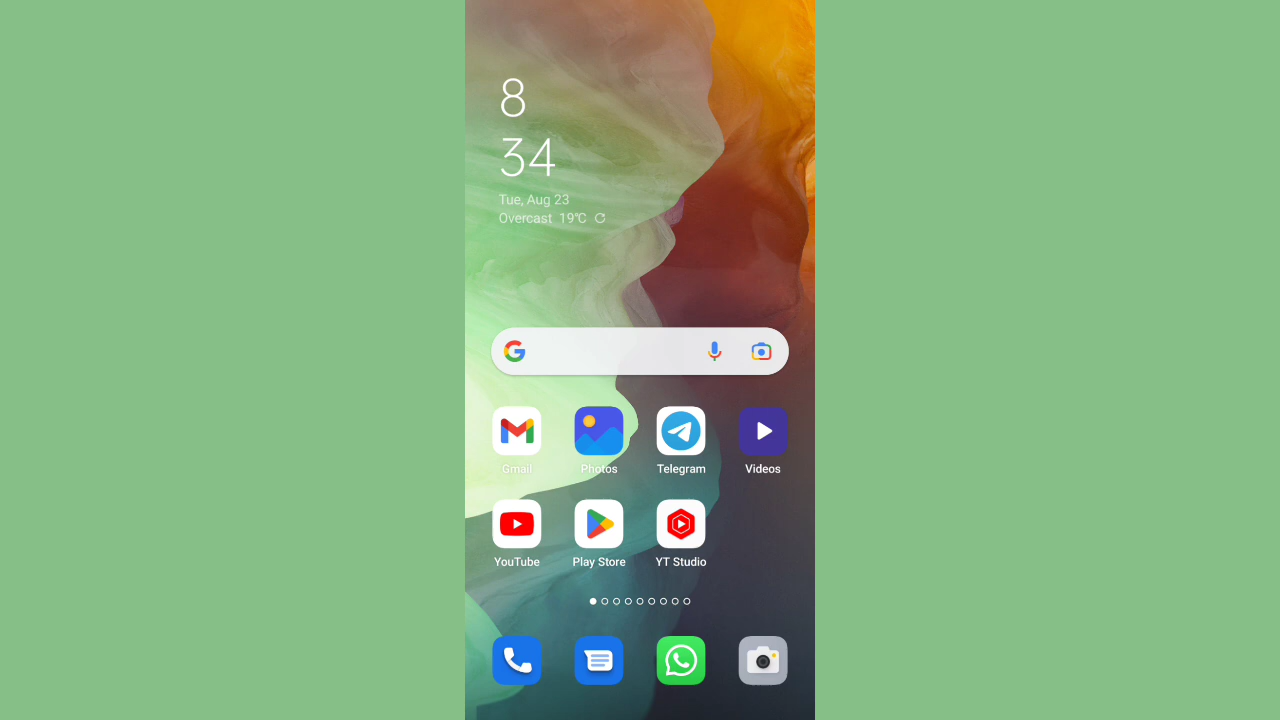 8
34
Tue, Aug 23
Overcast 19℃
Gmail
Photos
Telegram
Videos
YouTube
Play Store
YT Studio